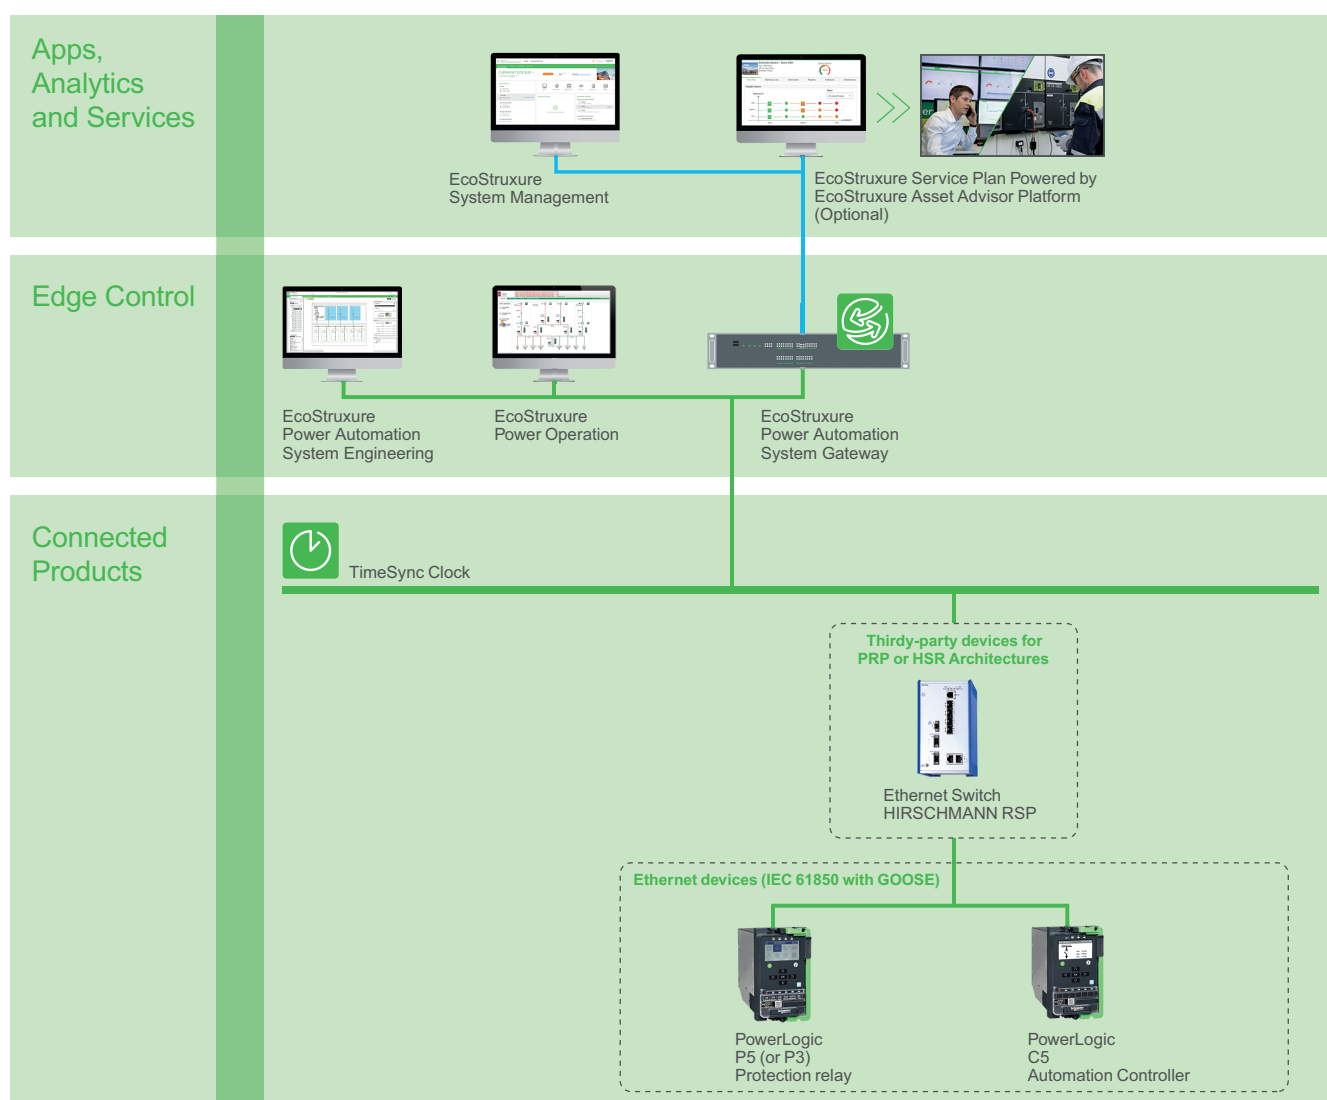 Apps,
Analytics
and Services
EcoStruxure
System Management
EcoStruxure Service Plan Powered by
EcoStruxure Asset Advisor Platform
(Optional)
Edge Control
EcoStruxure
Power Automation
System Engineering
EcoStruxure
Power Operation
EcoStruxure
Power Automation
System Gateway
Connected
Products
TimeSync Clock
Thirdy-party devices for
PRP or HSR Architectures
Ethernet Switch
HIRSCHMANN RSP
Ethernet devices (IEC 61850 with GOOSE)
PowerLogic
P5 (or P3)
Protection relay
PowerLogic
C5
Automation Controller